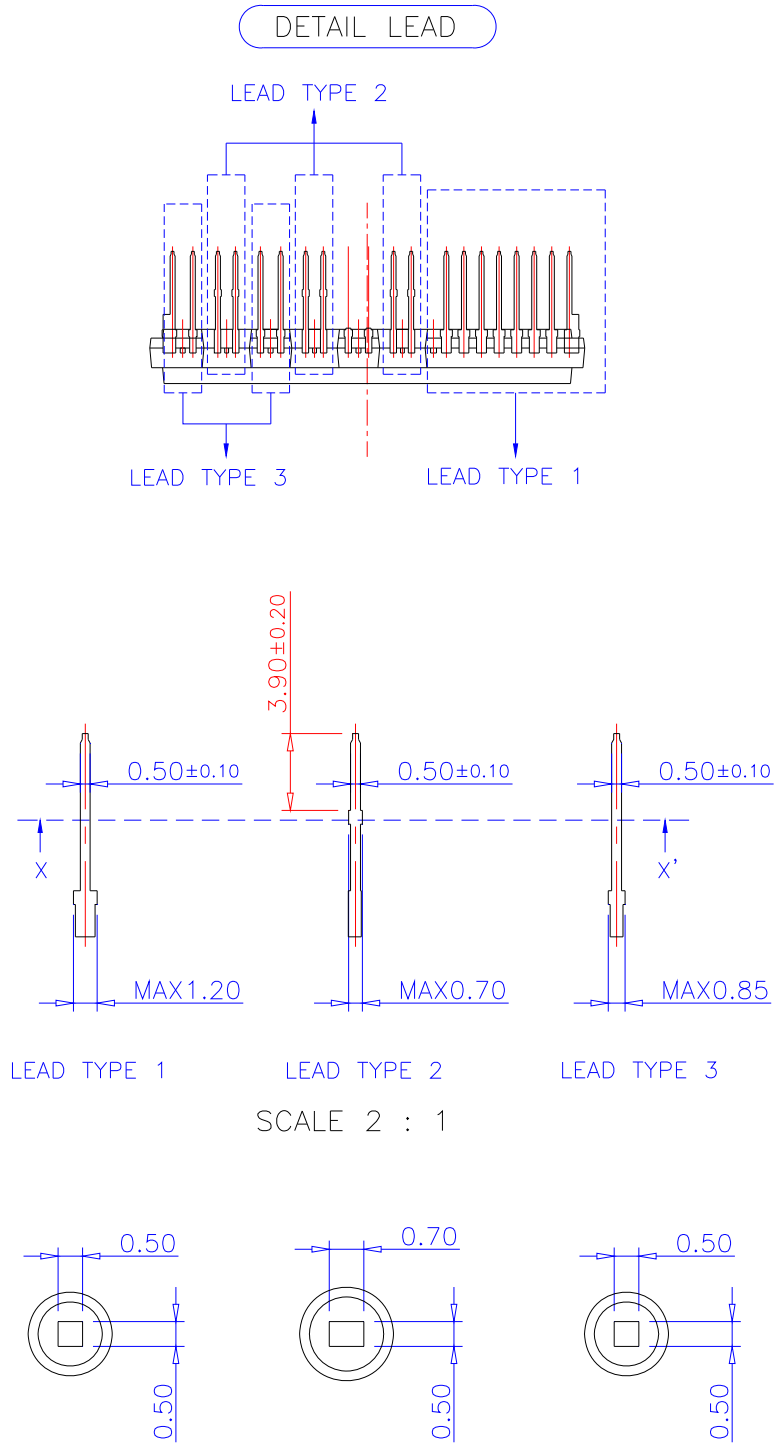 DETAIL LEAD
LEAD TYPE 2
LEAD TYPE 3
LEAD TYPE 1
3.90±0.20
0.50±0.10
0.50±0.10
0.50±0.10
X
X'
MAX1.20
MAX0.70
MAX0.85
LEAD TYPE 1
LEAD TYPE 2
LEAD TYPE 3
SCALE 2 : 1
0.50
0.70
0.50
0.50
0.50
0.50